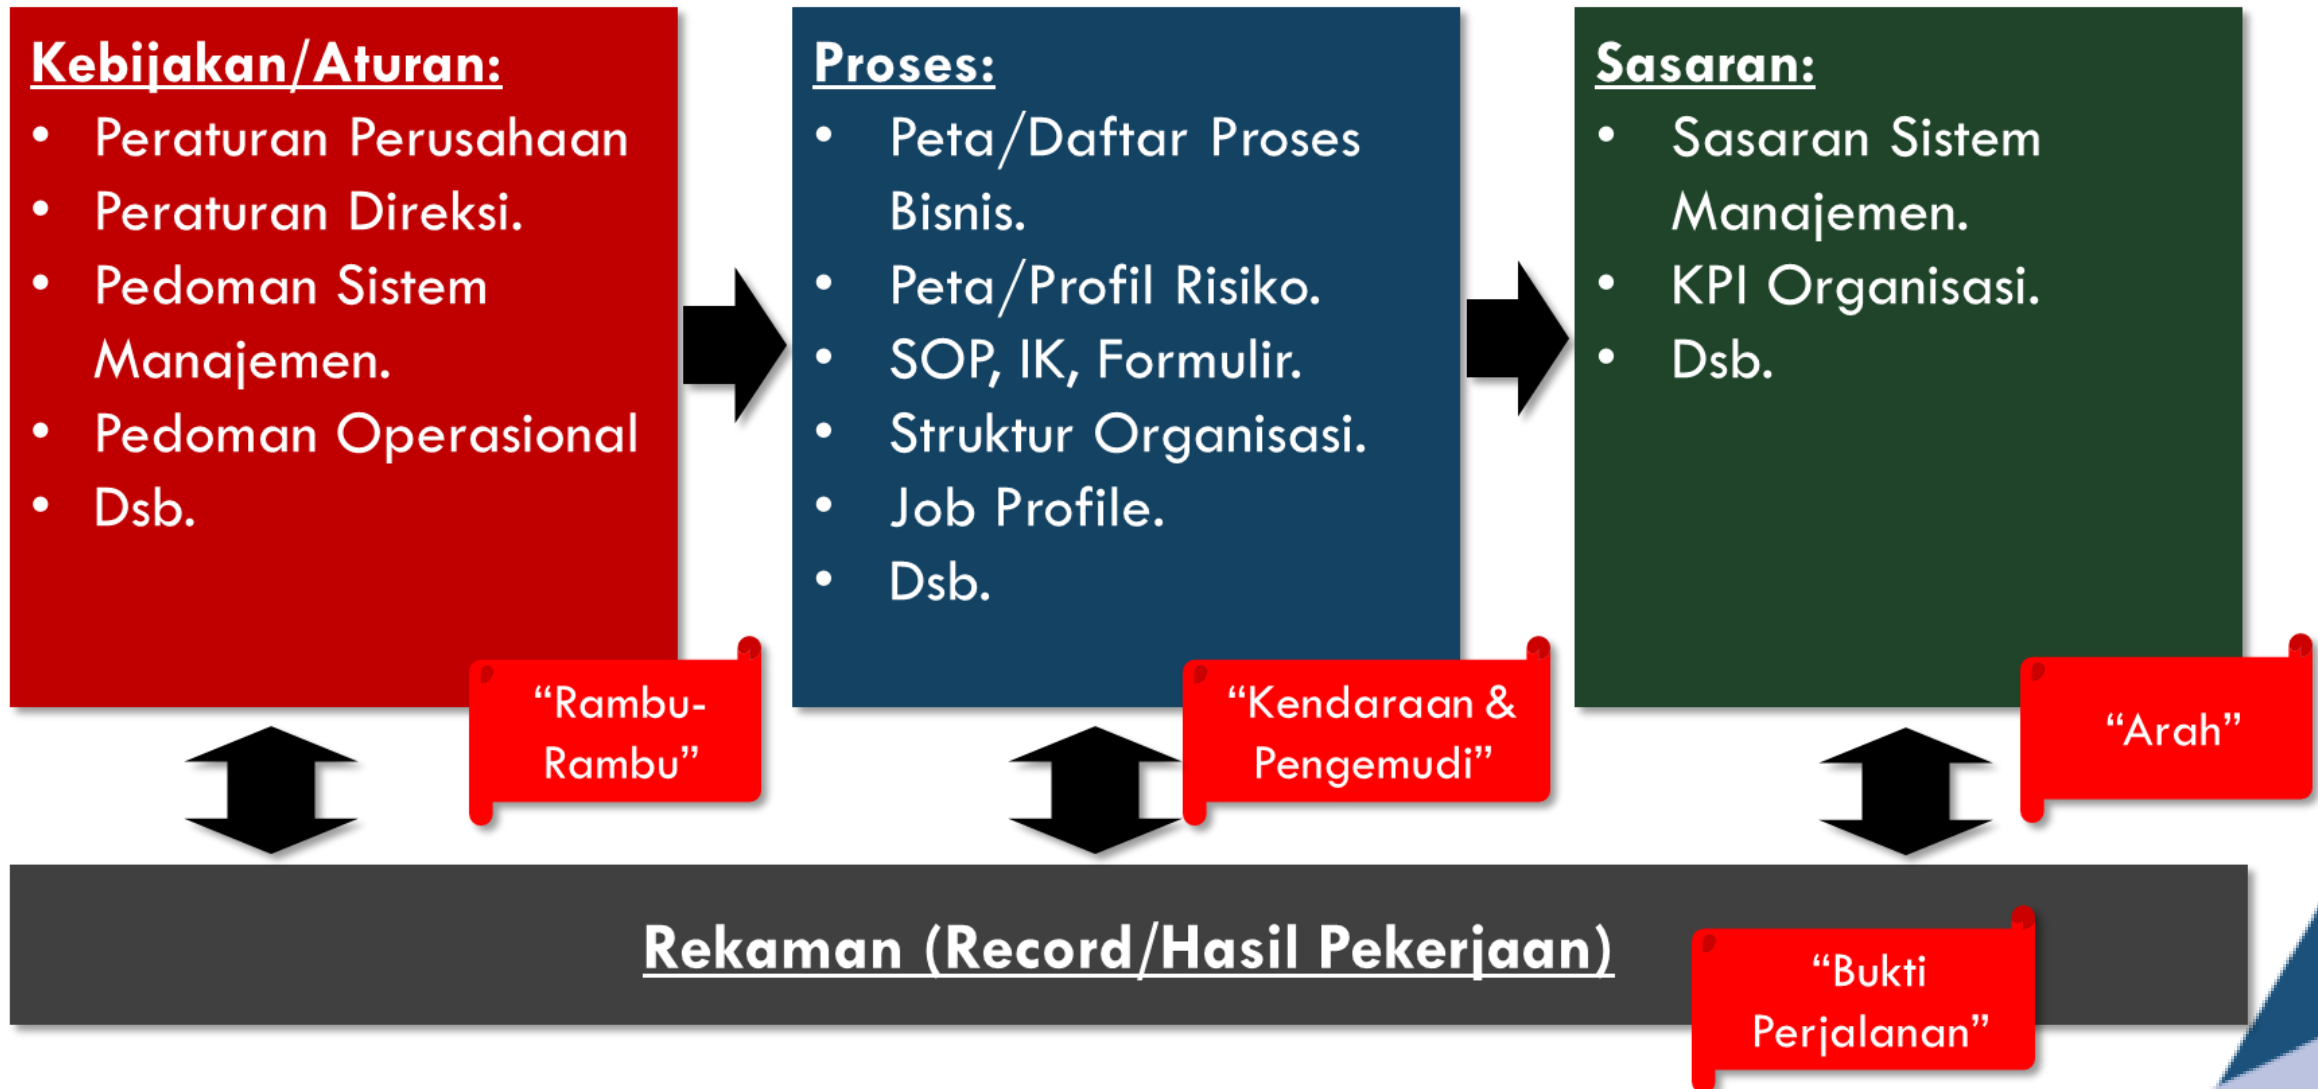 Kebijakan/Aturan:
• Peraturan Perusahaan
• Peraturan Direksi.
• Pedoman Sistem
Manajemen.
• Pedoman Operasional
• Dsb.
"Rambu-
Rambu"
Proses:
• Peta/Daftar Proses
Bisnis.
• Peta/Profil Risiko.
• SOP, IK, Formulir.
• Struktur Organisasi.
• Job Profile.
• Dsb.
“Kendaraan &
Pengemudi”
Sasaran:
• Sasaran Sistem
Manajemen.
• KPI Organisasi.
• Dsb.
“Arah”
Rekaman (Record/Hasil Pekerjaan)
“Bukti
Perjalanan”